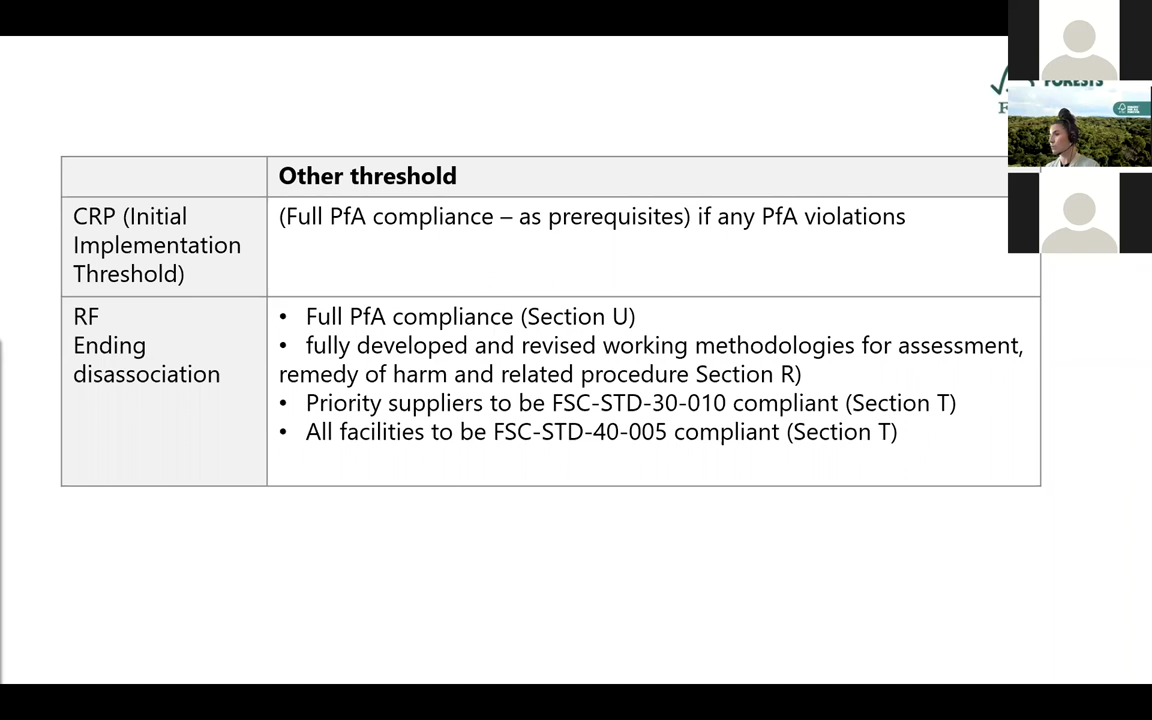 FORESTS
F
Other threshold
CRP (Initial
Implementation
Threshold)
(Full PfA compliance – as prerequisites) if any PfA violations
RF
Ending
disassociation
• Full PfA compliance (Section U)
• fully developed and revised working methodologies for assessment,
remedy of harm and related procedure Section R)
• Priority suppliers to be FSC-STD-30-010 compliant (Section T)
• All facilities to be FSC-STD-40-005 compliant (Section T)